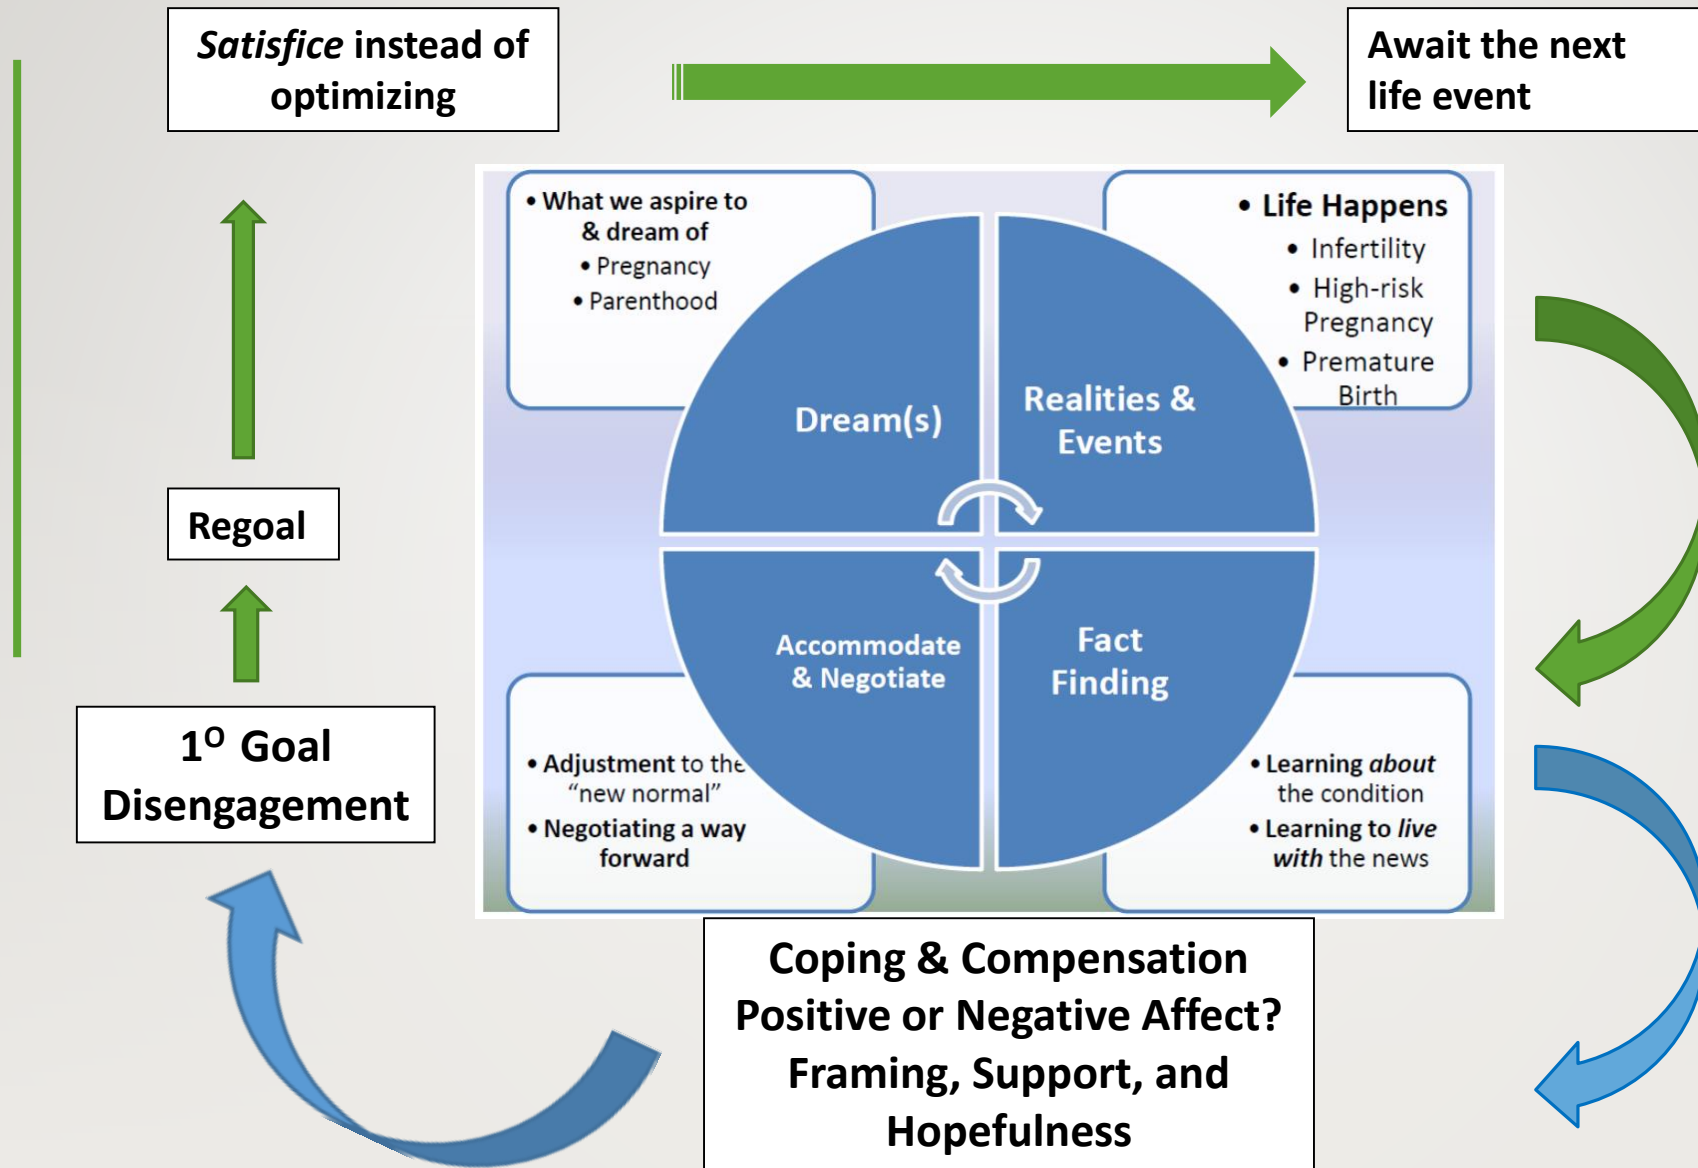 Satisfice instead of
optimizing
Await the next
life event
• What we aspire to
& dream of
• Pregnancy
• Parenthood
• Life Happens
• Infertility
• High-risk
Pregnancy
• Premature
Birth
Dream(s)
Realities &
Events
Regoal
Accommodate
& Negotiate
Fact
Finding
1º Goal
Disengagement
• Adjustment to the
“new normal”
• Negotiating a way
forward
• Learning about
the condition
• Learning to live
with the news
Coping & Compensation
Positive or Negative Affect?
Framing, Support, and
Hopefulness